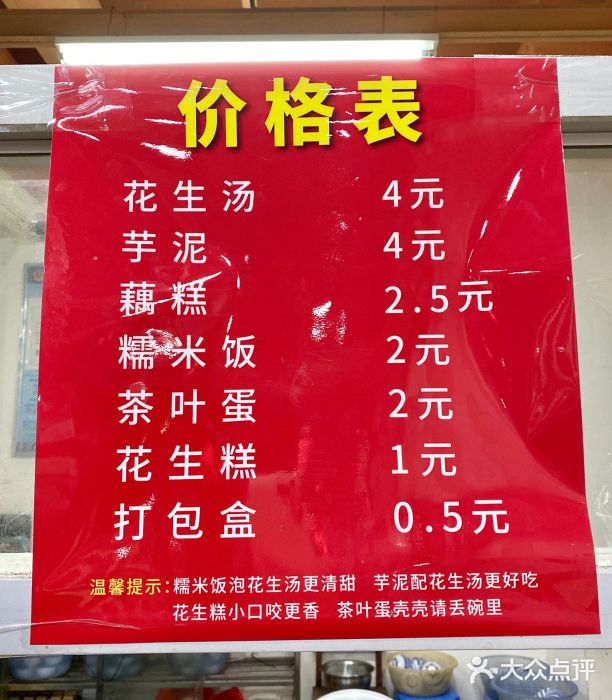 价格表
花生汤 4元
芋泥 4元
藕糕 2.5元
糯米饭 2元
茶叶蛋 2元
花生糕 1元
打包盒 0.5元
温馨提示:糯米饭泡花生汤更清甜 芋泥配花生汤更好吃
花生糕小口咬更香 茶叶蛋壳壳请丢碗里
大众点评